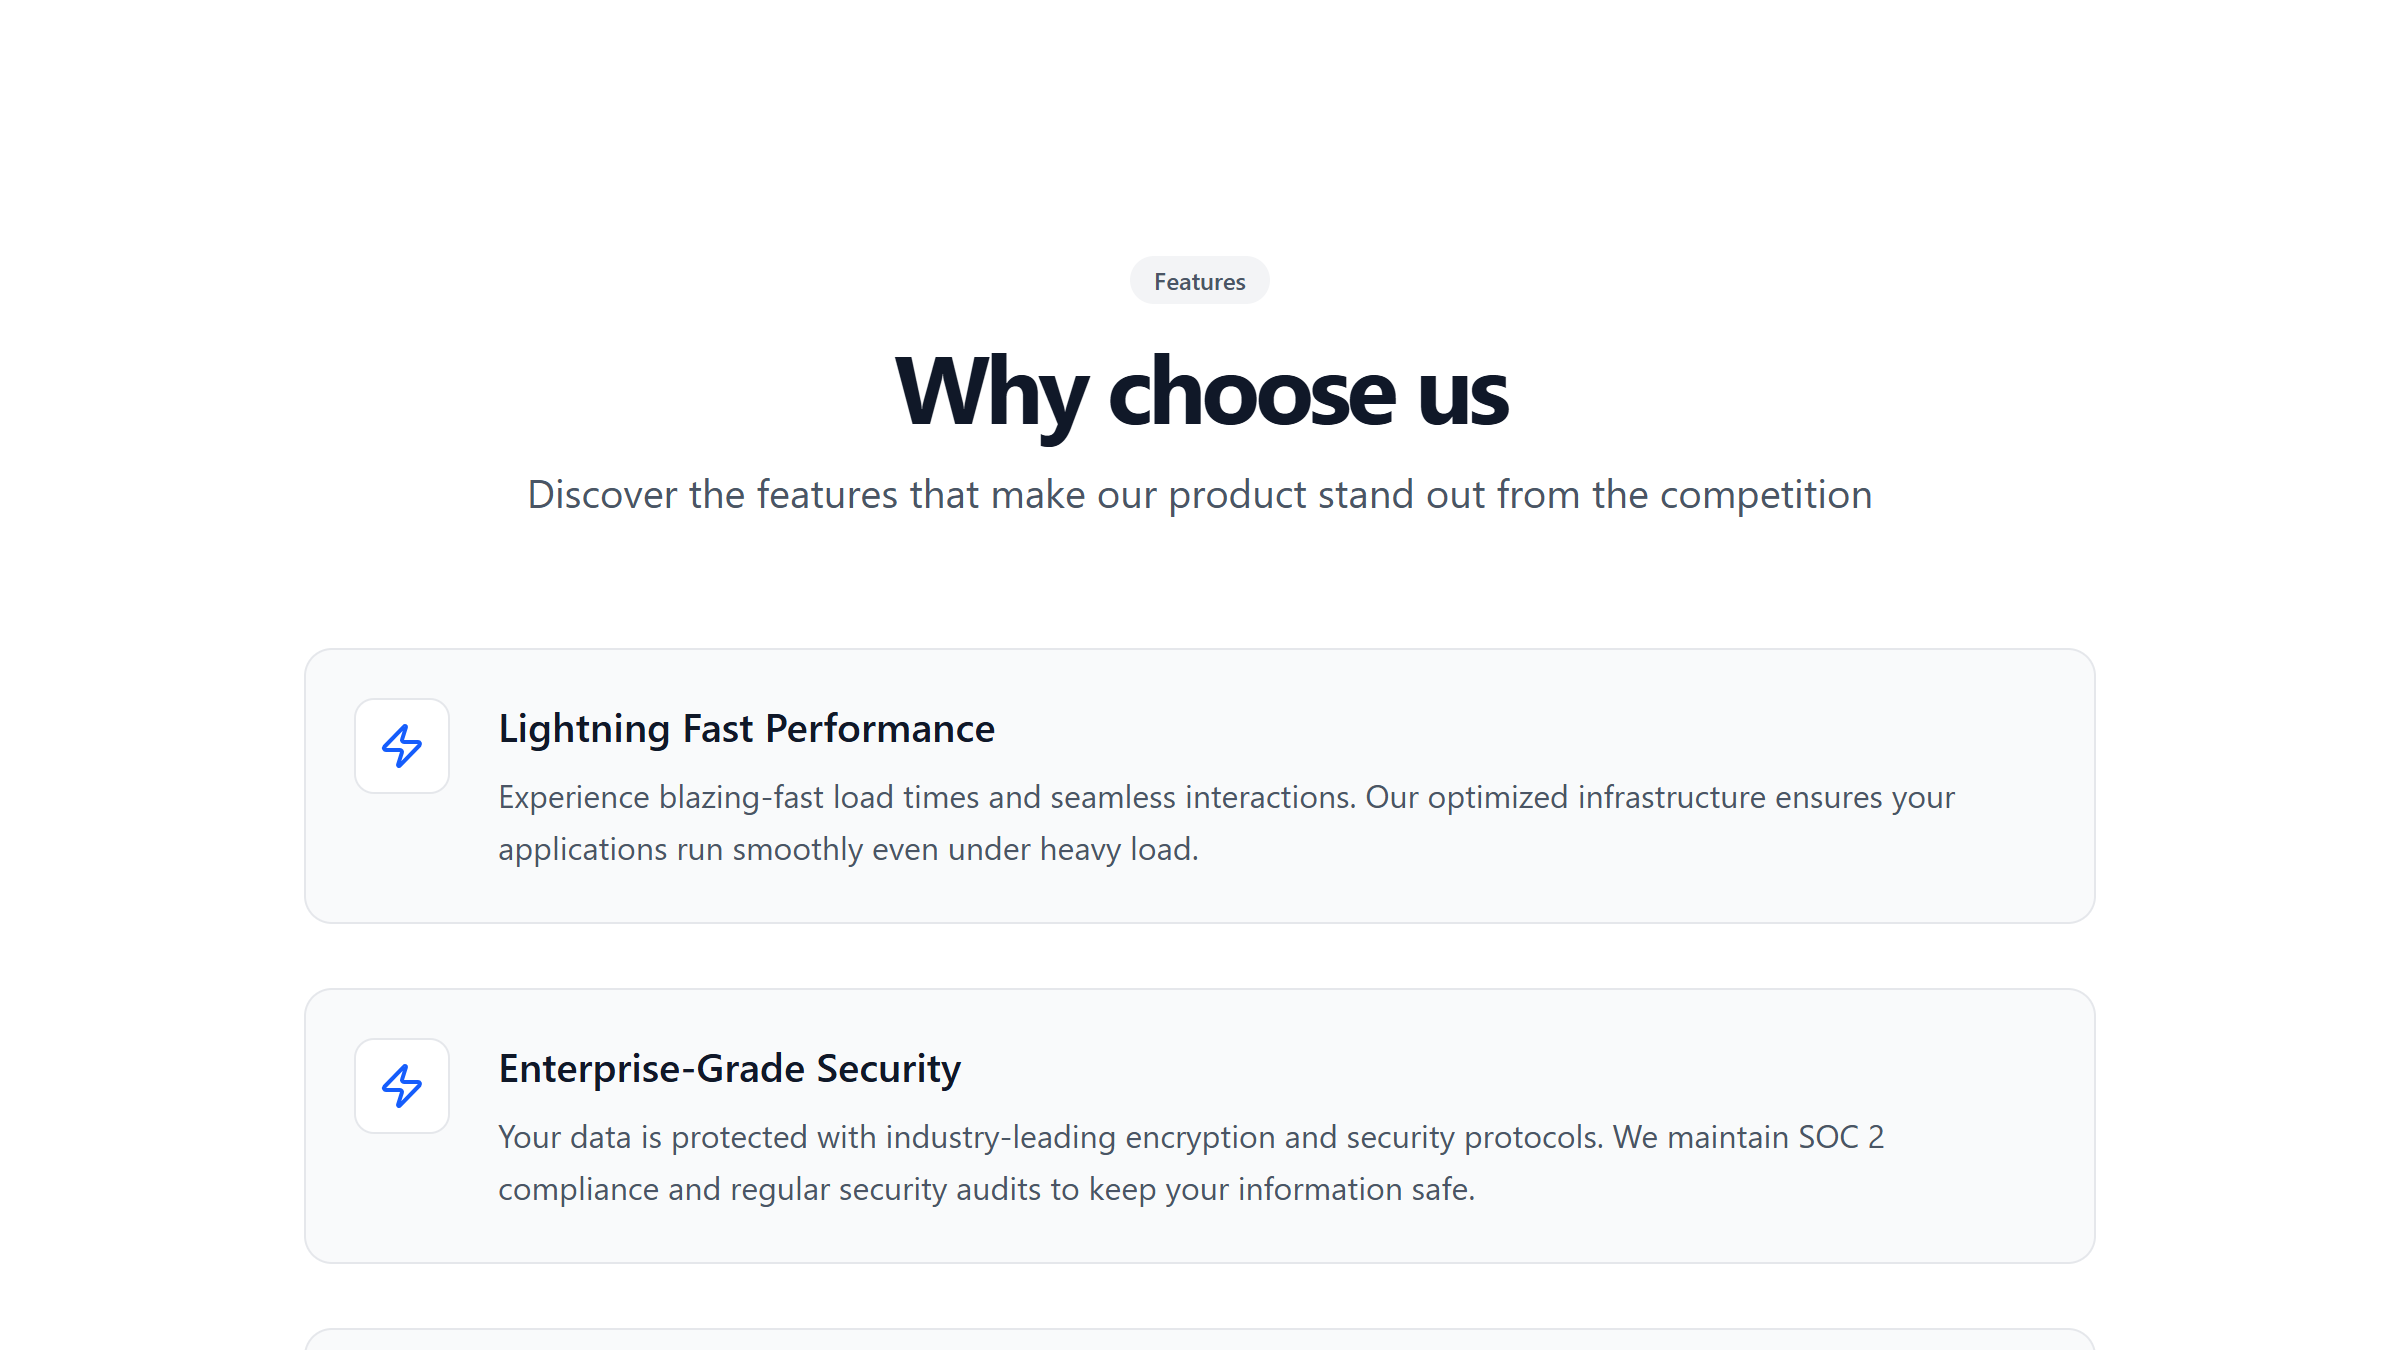 Features
Why choose us
Discover the features that make our product stand out from the competition
Lightning Fast Performance
Experience blazing-fast load times and seamless interactions. Our optimized infrastructure ensures your
applications run smoothly even under heavy load.
Enterprise-Grade Security
Your data is protected with industry-leading encryption and security protocols. We maintain SOC 2
compliance and regular security audits to keep your information safe.